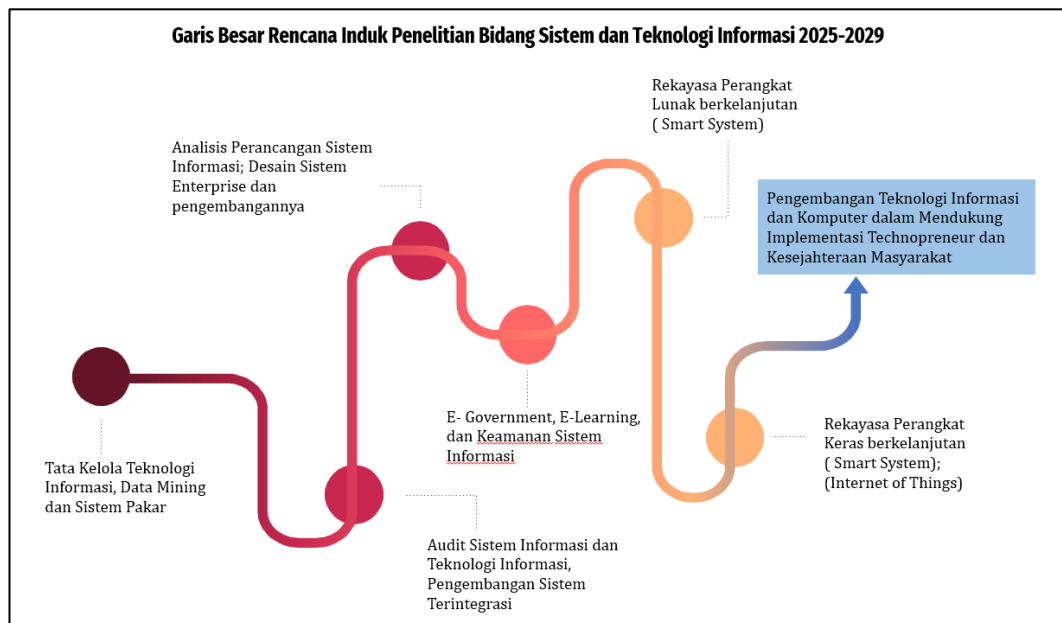 Garis Besar Rencana Induk Penelitian Bidang Sistem dan Teknologi Informasi 2025-2029
Tata Kelola Teknologi
Informasi, Data Mining
dan Sistem Pakar
Audit Sistem Informasi dan
Teknologi Informasi,
Pengembangan Sistem
Terintegrasi
Analisis Perancangan Sistem
Informasi; Desain Sistem
Enterprise dan
pengembangannya
E- Government, E-Learning,
dan Keamanan Sistem
Informasi
Rekayasa Perangkat
Lunak berkelanjutan
( Smart System)
Rekayasa Perangkat
Keras berkelanjutan
( Smart System);
(Internet of Things)
Pengembangan Teknologi Informasi
dan Komputer dalam Mendukung
Implementasi Technopreneur dan
Kesejahteraan Masyarakat